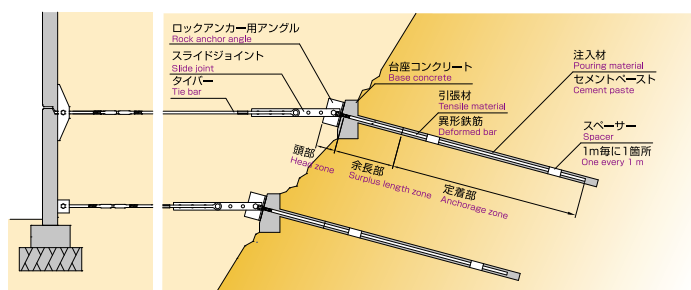 ロックアンカー用アングル
Rock anchor angle
スライドジョイント
Slide joint
タイバー
Tie bar
台座コンクリート
Base concrete
引張材
Tensile material
異形鉄筋
Deformed bar
注入材
Pouring material
セメントペースト
Cement paste
スペーサー
Spacer
1m毎に1箇所
One every 1 m
頭部
Head zone
余長部
Surplus length zone
定着部
Anchorage zone